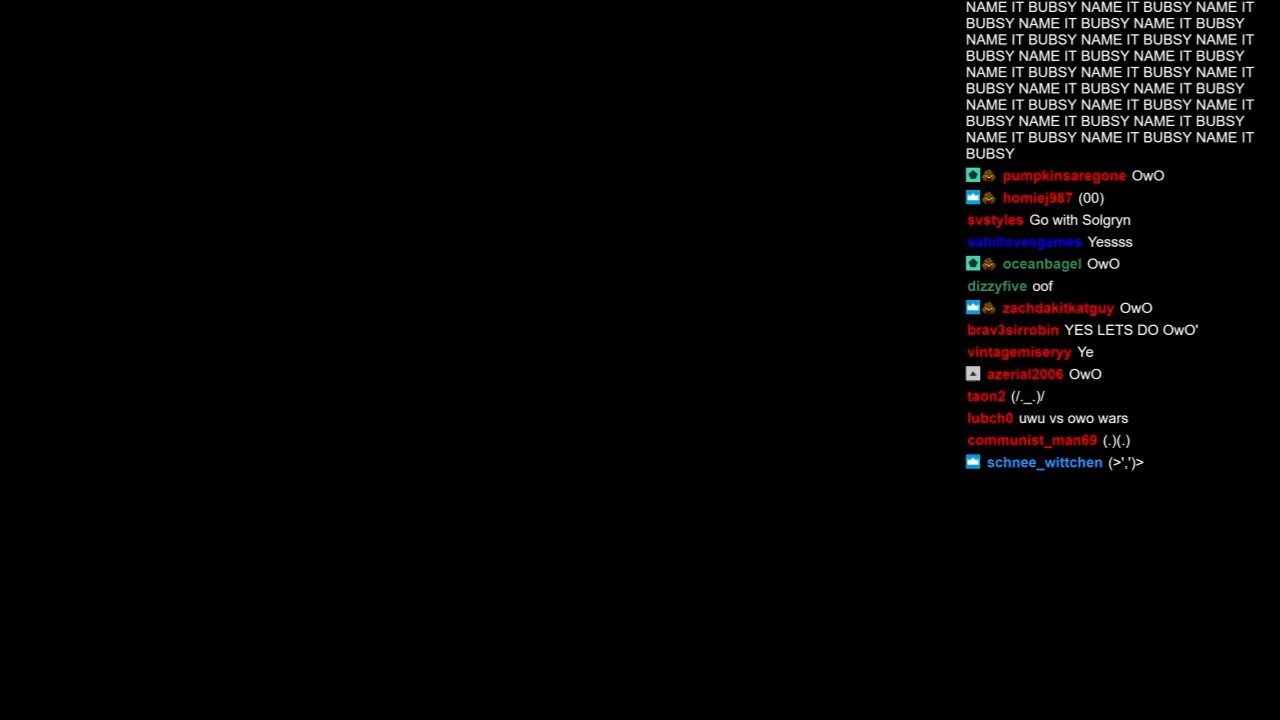 NAME IT BUBSY NAME IT BUBSY NAME IT
BUBSY NAME IT BUBSY NAME IT BUBSY
NAME IT BUBSY NAME IT BUBSY NAME IT
BUBSY NAME IT BUBSY NAME IT BUBSY
NAME IT BUBSY NAME IT BUBSY NAME IT
BUBSY NAME IT BUBSY NAME IT BUBSY
NAME IT BUBSY NAME IT BUBSY NAME IT
BUBSY NAME IT BUBSY NAME IT BUBSY
NAME IT BUBSY NAME IT BUBSY NAME IT
BUBSY
pumpkinsaregone OwO
homiej987 (00)
svstyles Go with Solgryn
sahillovesgames Yessss
oceanbagel OwO
dizzyfive oof
zachdakitkatguy OwO
brav3sirrobin YES LETS DO OwO'
vintagemiseryy Ye
azerial2006 OwO
taon2 (/._.)/
lubch0 uwu vs owo wars
communist_man69 (.)(.)
schnee_wittchen (>',')>